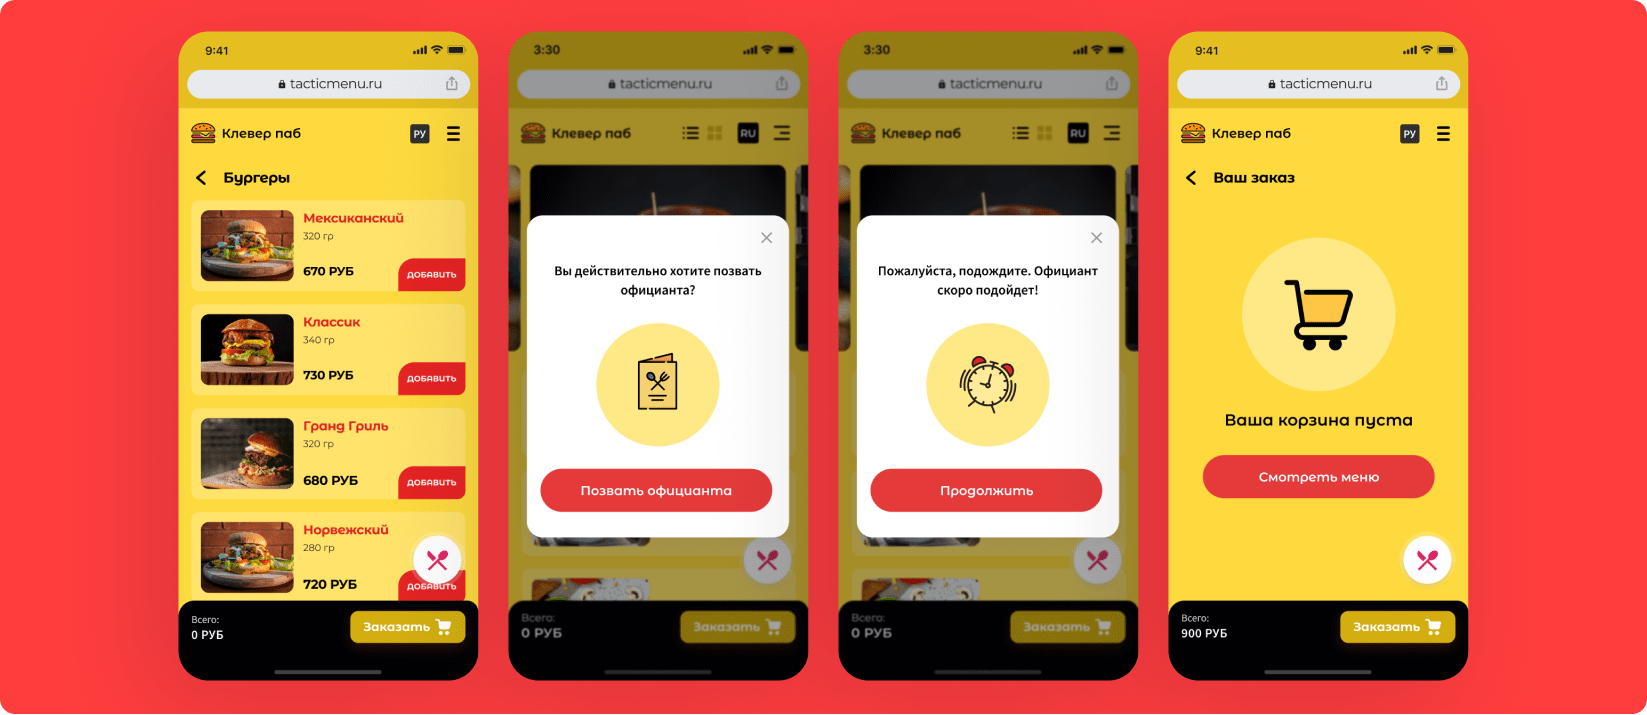 9:41
tacticmenu.ru
Клевер паб
РУ
Бургеры
Мексиканский
320 гр
670 РУБ
ДОБАВИТЬ
Классик
340 гр
730 РУБ
ДОБАВИТЬ
Гранд Гриль
320 гр
680 РУБ
ДОБАВИТЬ
Норвежский
280 гр
720 РУБ
ДОБАВИТЬ
Всего:
0 РУБ
Заказать
3:30
tacticmenu.ru
Клевер паб
RU
Вы действительно хотите позвать
официанта?
Позвать официанта
Всего:
0 РУБ
Заказать
3:30
tacticmenu.ru
Клевер паб
RU
Пожалуйста, подождите. Официант
скоро подойдет!
Продолжить
Всего:
0 РУБ
Заказать
9:41
tacticmenu.ru
Клевер паб
РУ
Ваш заказ
Ваша корзина пуста
Смотреть меню
Всего:
900 РУБ
Заказать